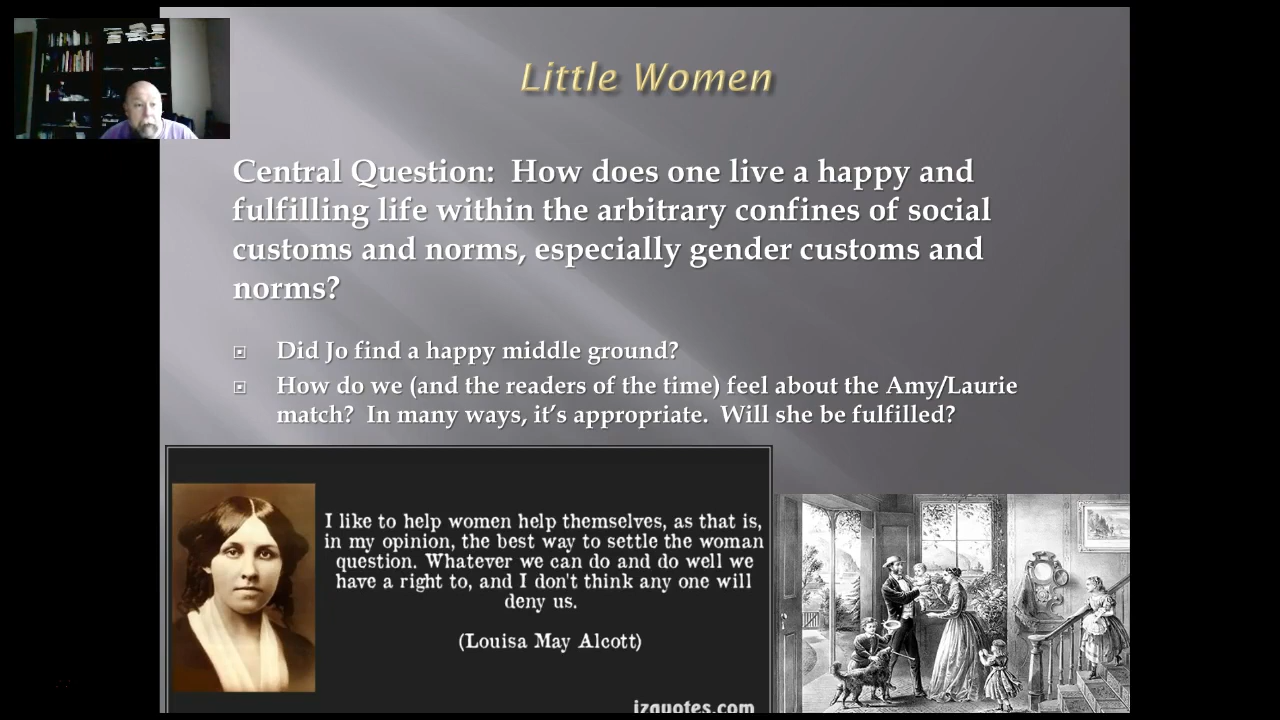 Little Women
Central Question: How does one live a happy and
fulfilling life within the arbitrary confines of social
customs and norms, especially gender customs and
norms?
Did Jo find a happy middle ground?
How do we (and the readers of the time) feel about the Amy/Laurie
match? In many ways, it's appropriate. Will she be fulfilled?
I like to help women help themselves, as that is,
in my opinion, the best way to settle the woman
question. Whatever we can do and do well we
have a right to, and I don't think any one will
deny us.
(Louisa May Alcott)
izquotes.com